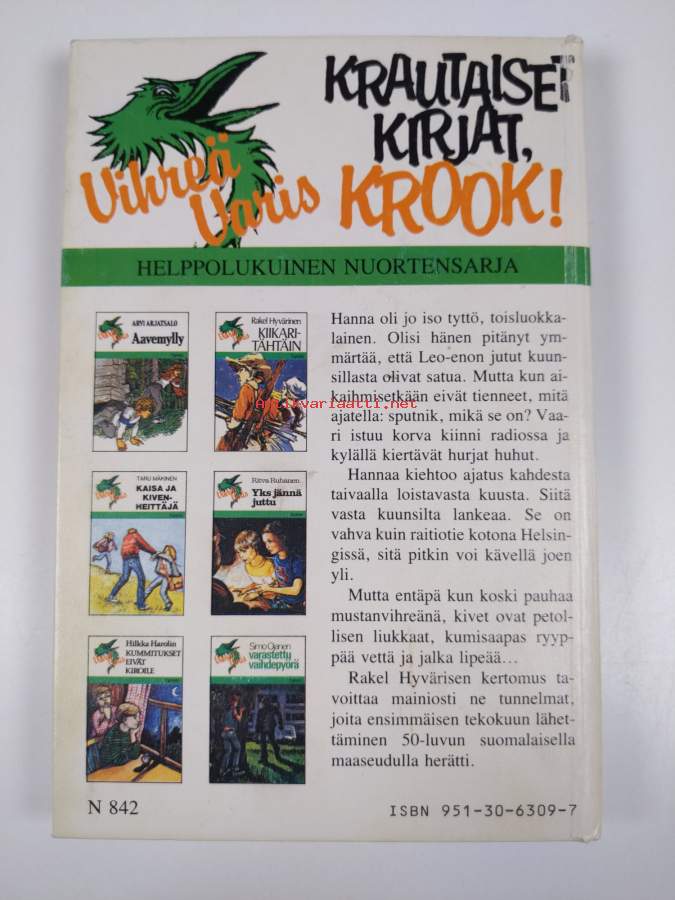 KRAUTAISET
KIRJAT,
KROOK!
Vihreä
Varis
HELPPOLUKUINEN NUORTENSARJA
ARVI ARJATSALO
Aavemylly
Rakel Hyvärinen
KIIKARI-
TÄHTÄIN
TARU MÄKINEN
KAISA JA
KIVEN-
HEITTÄJÄ
Ritva Ruhanen
Yks jännä
juttu
Hilkka Harolin
KUMMITUKSET
EIVÄT
KIROILE
Simo Ojanen
varastettu
vaihdepyörä
Hanna oli jo iso tyttö, toisluokka-
lainen. Olisi hänen pitänyt ym-
märtää, että Leo-enon jutut kuun-
sillasta olivat satua. Mutta kun ai-
kaihmisetkään eivät tienneet, mitä
ajatella: sputnik, mikä se on? Vaa-
ri istuu korva kiinni radiossa ja
kylällä kiertävät hurjat huhut.
Hannaa kiehtoo ajatus kahdesta
taivaalla loistavasta kuusta. Siitä
vasta kuunsilta lankeaa. Se on
vahva kuin raitiotie kotona Helsin-
gissä, sitä pitkin voi kävellä joen
yli.
Mutta entäpä kun koski pauhaa
mustanvihreänä, kivet ovat petol-
lisen liukkaat, kumisaapas ryyp-
pää vettä ja jalka lipeää...
Rakel Hyvärisen kertomus ta-
voittaa mainiosti ne tunnelmat,
joita ensimmäisen tekokuun lähet-
täminen 50-luvun suomalaisella
maaseudulla herätti.
Antikvariaatti.net
N 842
ISBN 951-30-6309-7